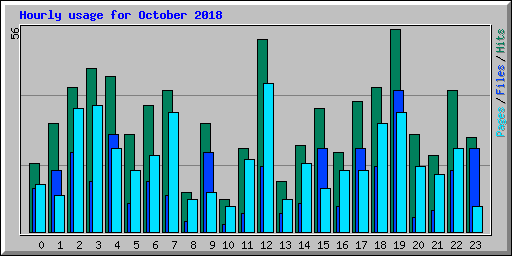 Hourly usage for October 2018
56
Pages/Files/Hits
0 1 2 3 4 5 6 7 8 9 10 11 12 13 14 15 16 17 18 19 20 21 22 23